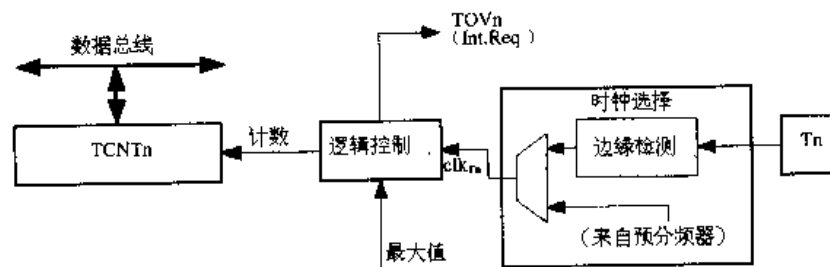 数据总线
TOVn
(Int.Req)
时钟选择
TCNTn
计数
逻辑控制
clkTn
边缘检测
Tn
(来自预分频器)
最大值